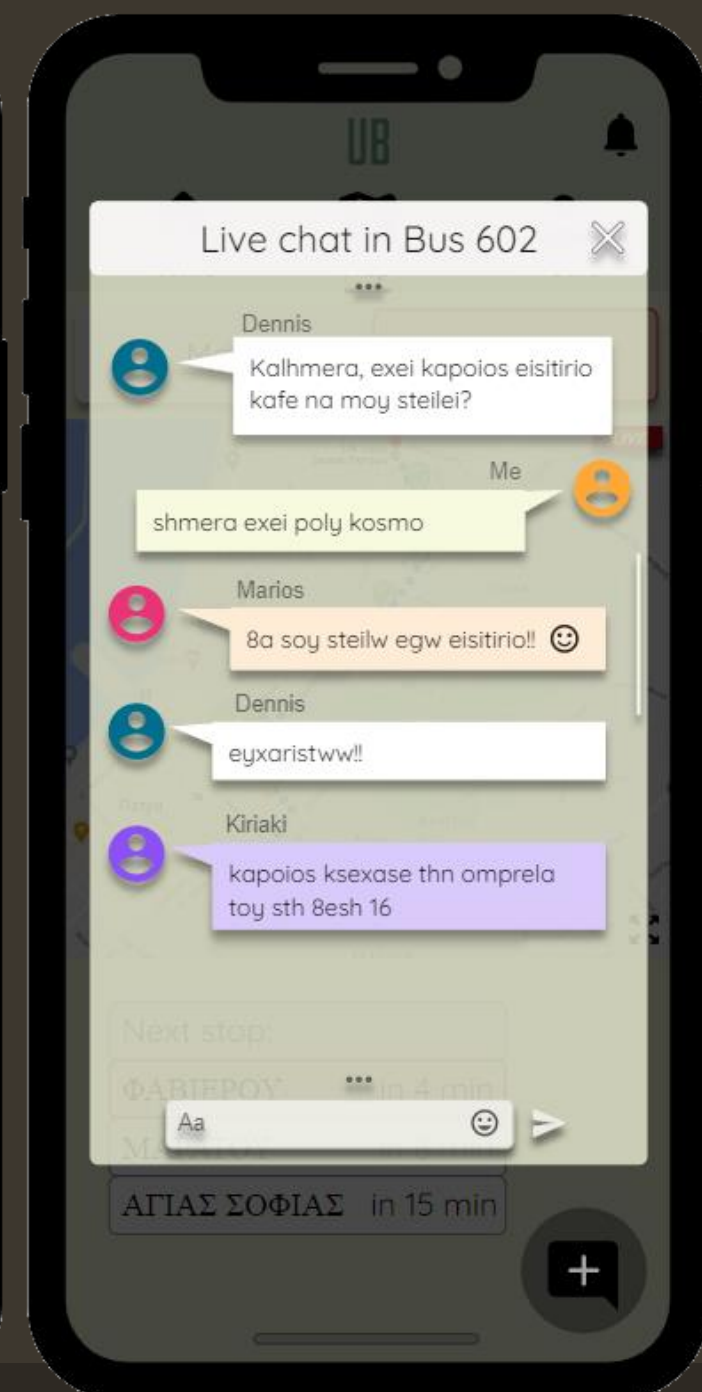 UB
Live chat in Bus 602
Dennis
Kalhmera, exei kapoios eisitirio
kafe na moy steilei?
Me
shmera exei poly kosmo
Marios
8a soy steilw egw eisitirio!!
Dennis
eyxaristww!!
Kiriaki
kapoios ksexase thn omprela
toy sth 8esh 16
Next stop:
ΦΑΒΙΕΡΟΥ in 4 min
Aa
ΑΓΙΑΣ ΣΟΦΙΑΣ in 15 min